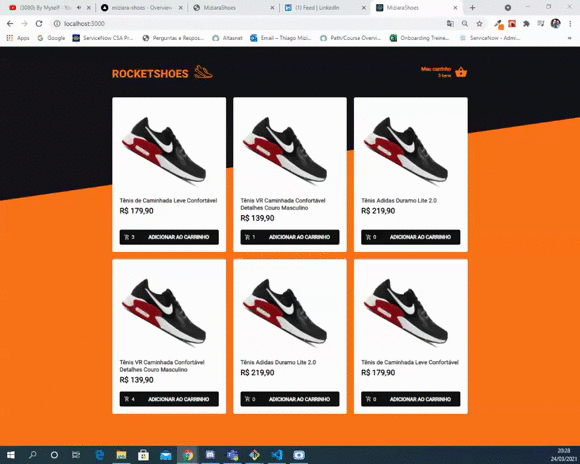 (3000) By Myself -
miziara-shoes - Overview
MiziaraShoes
(1) Feed | LinkedIn
MiziaraShoes
localhost:3000
Apps
Google
ServiceNow CSA Pr...
Perguntas e Respos...
Altasnet
Email – Thiago Mizi...
Path/Course Overvi...
Onboarding Treine...
ServiceNow - Admi...
ROCKETSHOES
Meu carrinho
3 itens
Tênis de Caminhada Leve Confortável
R$ 179,90
3 ADICIONAR AO CARRINHO
Tênis VR Caminhada Confortável
Detalhes Couro Masculino
R$ 139,90
1 ADICIONAR AO CARRINHO
Tênis Adidas Duramo Lite 2.0
R$ 219,90
0 ADICIONAR AO CARRINHO
Tênis VR Caminhada Confortável
Detalhes Couro Masculino
R$ 139,90
4 ADICIONAR AO CARRINHO
Tênis Adidas Duramo Lite 2.0
R$ 219,90
0 ADICIONAR AO CARRINHO
Tênis de Caminhada Leve Confortável
R$ 179,90
0 ADICIONAR AO CARRINHO
20:28
24/03/2021